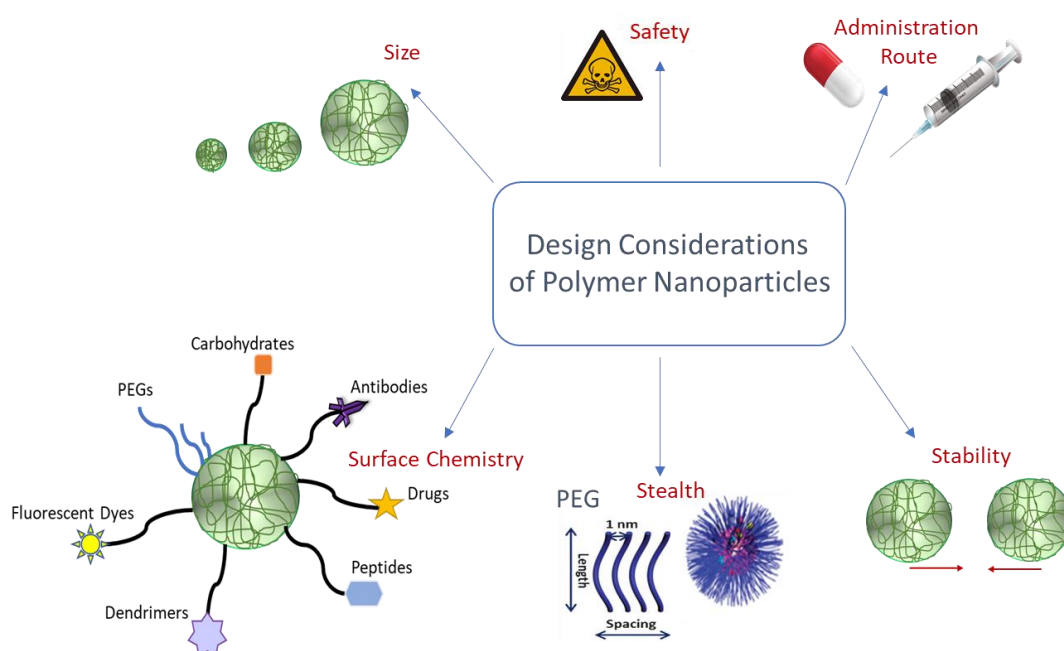 Size
Safety
Administration
Route
Design Considerations
of Polymer Nanoparticles
Carbohydrates
PEGs
Antibodies
Surface Chemistry
Drugs
Fluorescent Dyes
Peptides
Dendrimers
PEG
Stealth
1 nm
Length
Spacing
Stability